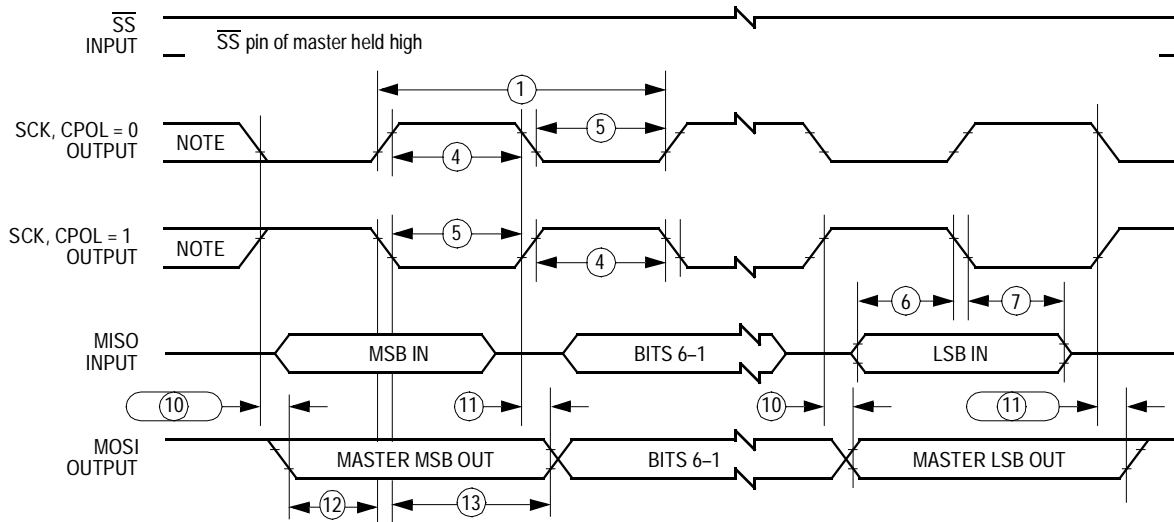 SS
INPUT
SS pin of master held high
1
SCK, CPOL = 0
OUTPUT
NOTE
4
5
SCK, CPOL = 1
OUTPUT
NOTE
5
4
6
7
MISO
INPUT
MSB IN
BITS 6–1
LSB IN
10
11
10
11
MOSI
OUTPUT
MASTER MSB OUT
BITS 6–1
MASTER LSB OUT
12
13